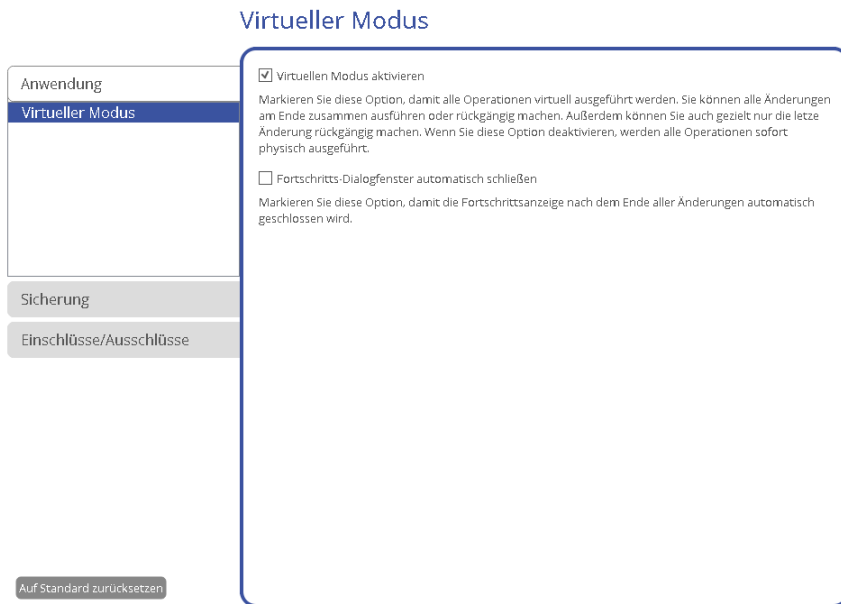 Virtueller Modus
Anwendung
Virtueller Modus
Sicherung
Einschlüsse/Ausschlüsse
Auf Standard zurücksetzen
Virtuellen Modus aktivieren
Markieren Sie diese Option, damit alle Operationen virtuell ausgeführt werden. Sie können alle Änderungen
am Ende zusammen ausführen oder rückgängig machen. Außerdem können Sie auch gezielt nur die letze
Änderung rückgängig machen. Wenn Sie diese Option deaktivieren, werden alle Operationen sofort
physisch ausgeführt.
Fortschritts-Dialogfenster automatisch schließen
Markieren Sie diese Option, damit die Fortschrittsanzeige nach dem Ende aller Änderungen automatisch
geschlossen wird.